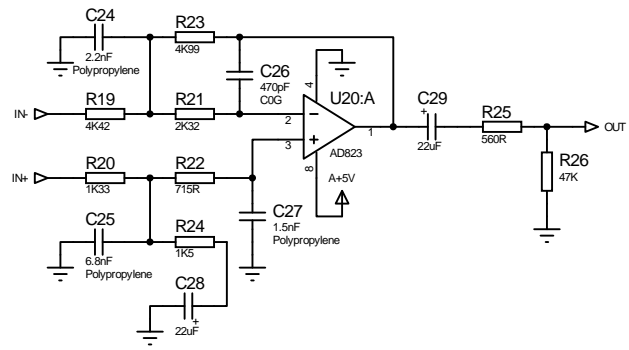 C24
2.2nF
Polypropylene
R23
4K99
C26
470pF
C0G
4
U20:A
IN-
R19
4K42
R21
2K32
2
3
1
AD823
8
A+5V
C29
+
22uF
R25
560R
OUT
R26
47K
IN+
R20
1K33
R22
715R
C27
1.5nF
Polypropylene
C25
6.8nF
Polypropylene
R24
1K5
C28
+
22uF